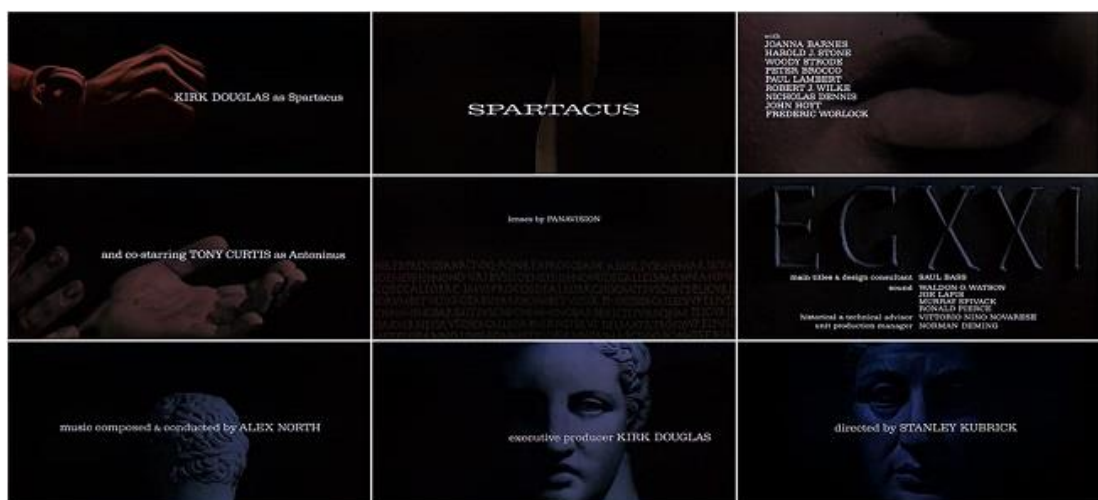 KIRK DOUGLAS as Spartacus
SPARTACUS
with
JOANNA BARNES
HAROLD J. STONE
WOODY STRODE
PETER BROCCO
PAUL LAMBERT
ROBERT J. WILKE
NICHOLAS DENNIS
JOHN HOYT
FREDERIC WORLOCK
and co-starring TONY CURTIS as Antoninus
lenses by PANAVISION
EGXXI
main titles & design consultant SAUL BASS
sound WALDON O. WATSON
JOE LAPIS
MURRAY SPIVACK
RONALD PIERCE
historical & technical advisor VITTORIO NINO NOVARESE
unit production manager NORMAN DEMING
music composed & conducted by ALEX NORTH
executive producer KIRK DOUGLAS
directed by STANLEY KUBRICK